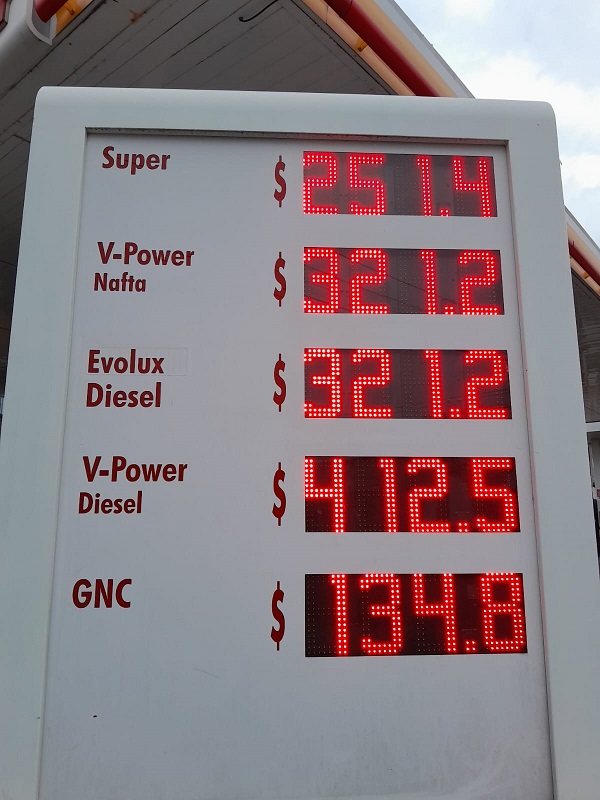 Super $ 251.4
V-Power $ 321.2
Nafta
Evolux $ 321.2
Diesel
V-Power $ 412.5
Diesel
GNC $ 134.8